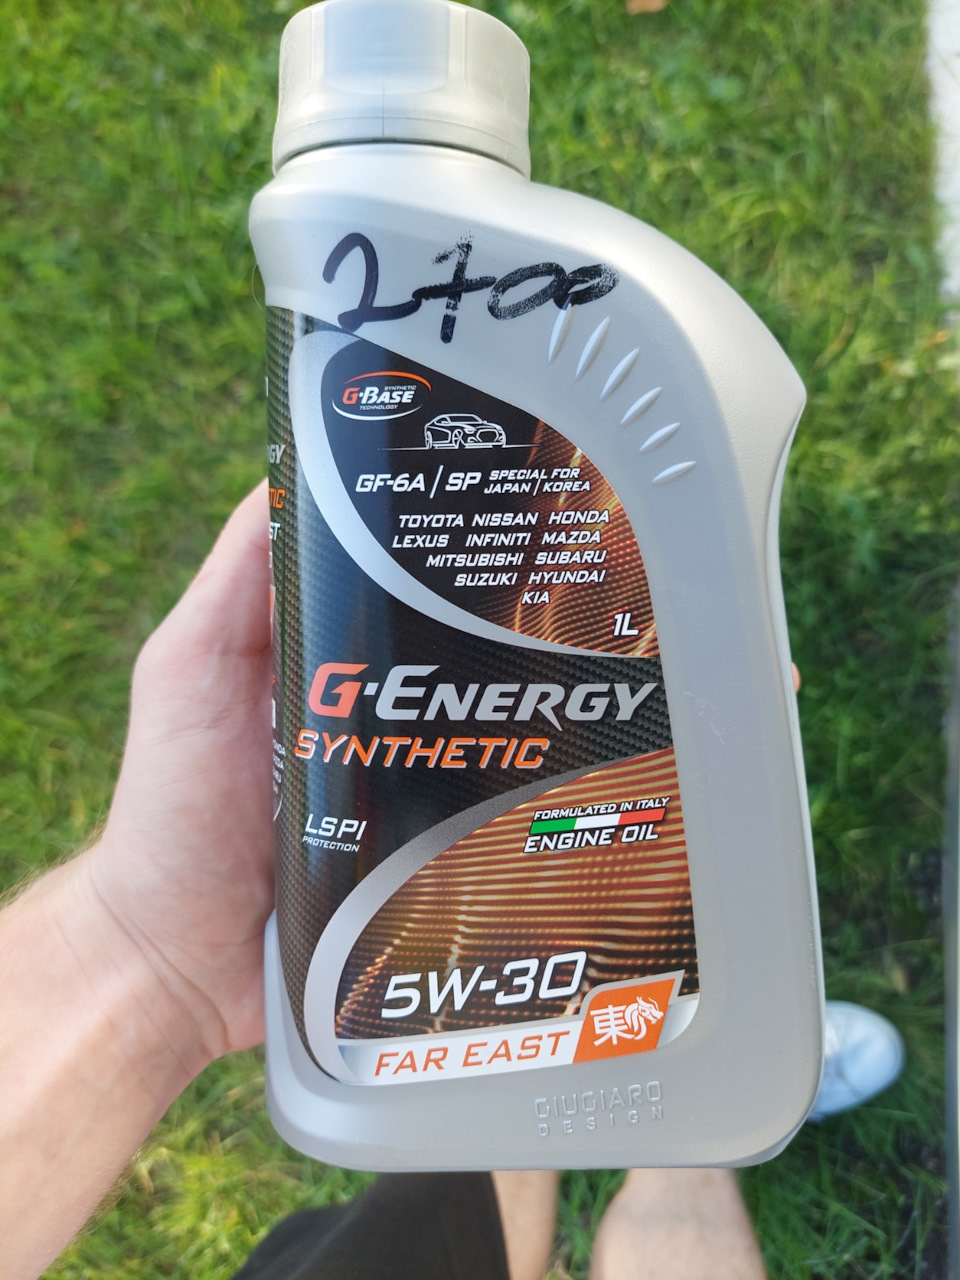 2700
G-BASE
SYNTHETIC
TECHNOLOGY
GF-6A / SP SPECIAL FOR
JAPAN / KOREA
TOYOTA NISSAN HONDA
LEXUS INFINITI MAZDA
MITSUBISHI SUBARU
SUZUKI HYUNDAI
KIA
1L
G-ENERGY
SYNTHETIC
FORMULATED IN ITALY
ENGINE OIL
LSPI
PROTECTION
5W-30
FAR EAST
東
GIUGIARO
DESIGN